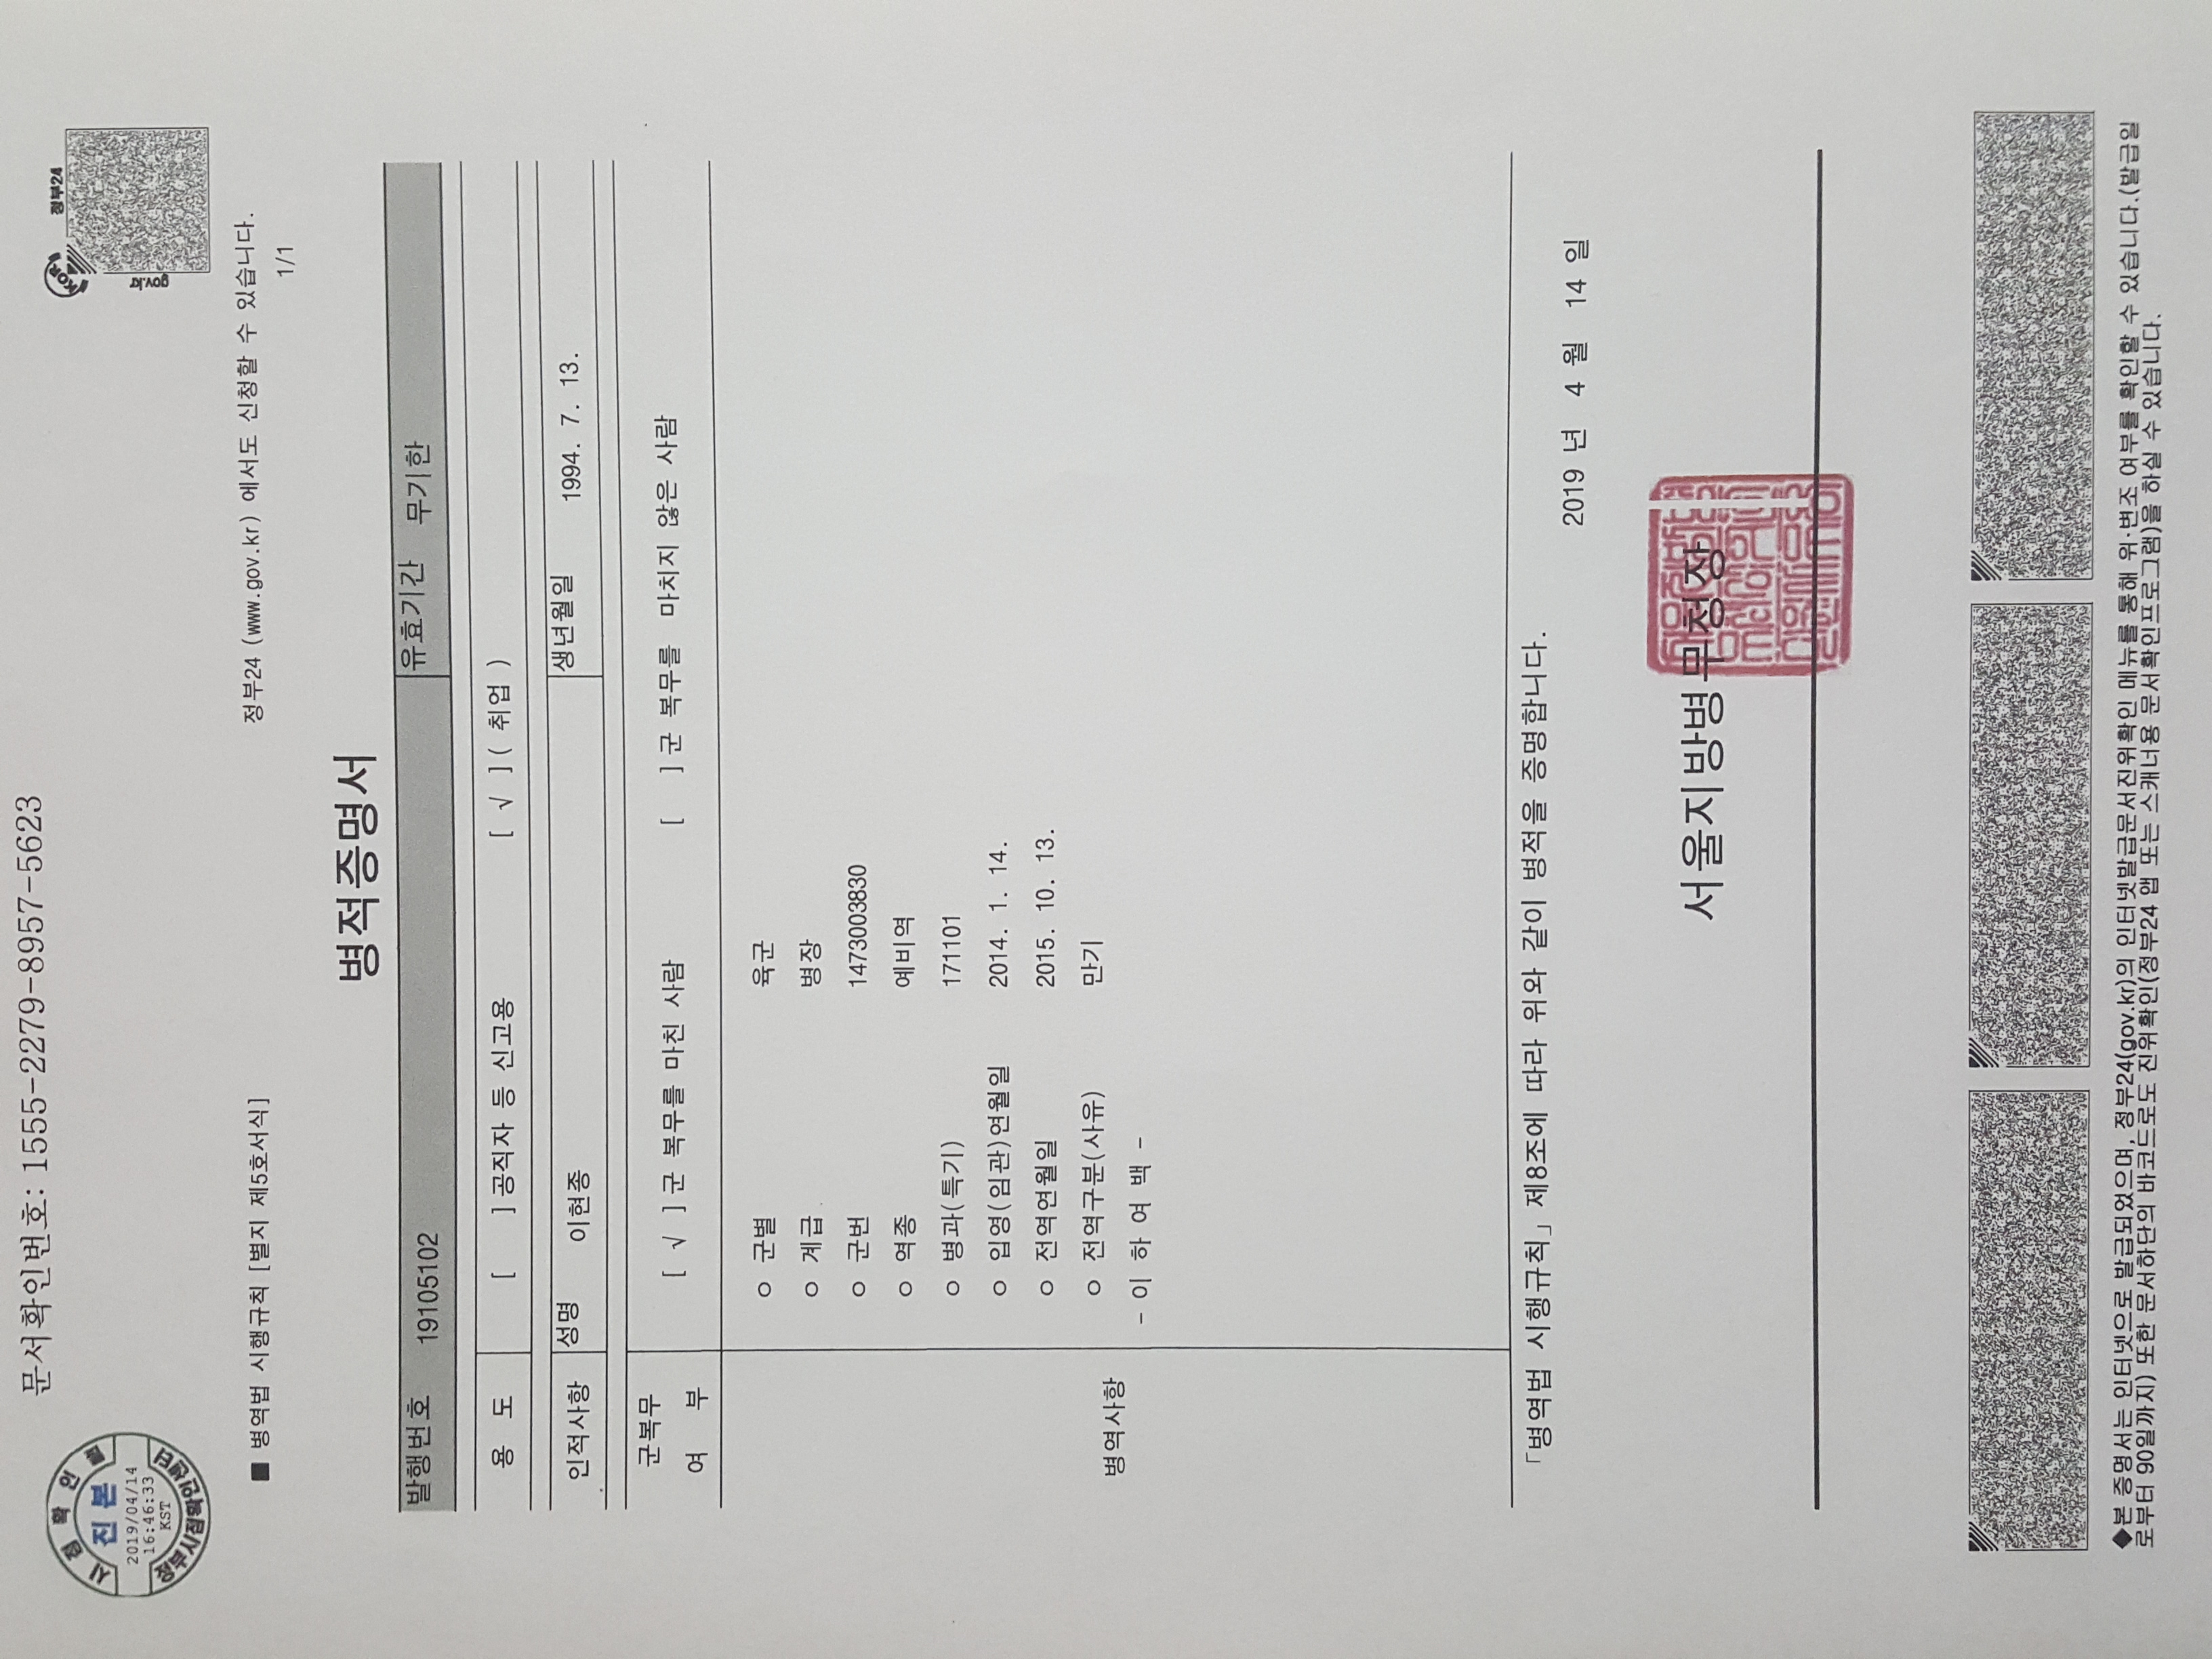 문서확인번호: 1555-2279-8957-5623
시점확인필
진본
2019/04/14
16:46:33
KST
정부시점확인센터
KOR
정부24
gov.kr
■ 병역법 시행규칙 [별지 제5호서식]
정부24 (www.gov.kr) 에서도 신청할 수 있습니다.
1/1
병적증명서
발행번호 19105102 유효기간 무기한
용 도 [ ]공직자 등 신고용 [ √ ]( 취업 )
인적사항 성명 이현종 생년월일 1994. 7. 13.
군복무
여 부
[ √ ]군 복무를 마친 사람 [ ]군 복무를 마치지 않은 사람
병역사항
ㅇ 군별 육군
ㅇ 계급 병장
ㅇ 군번 1473003830
ㅇ 역종 예비역
ㅇ 병과(특기) 171101
ㅇ 입영(임관)연월일 2014. 1. 14.
ㅇ 전역연월일 2015. 10. 13.
ㅇ 전역구분(사유) 만기
- 이 하 여 백 -
「병역법 시행규칙」제8조에 따라 위와 같이 병적을 증명합니다.
2019 년 4 월 14 일
서울지방병무청장
◆본 증명서는 인터넷으로 발급되었으며, 정부24(gov.kr)의 인터넷발급문서진위확인 메뉴를 통해 위·변조 여부를 확인할 수 있습니다.(발급일
로부터 90일까지) 또한 문서하단의 바코드로도 진위확인(정부24 앱 또는 스캐너용 문서확인프로그램)을 하실 수 있습니다.